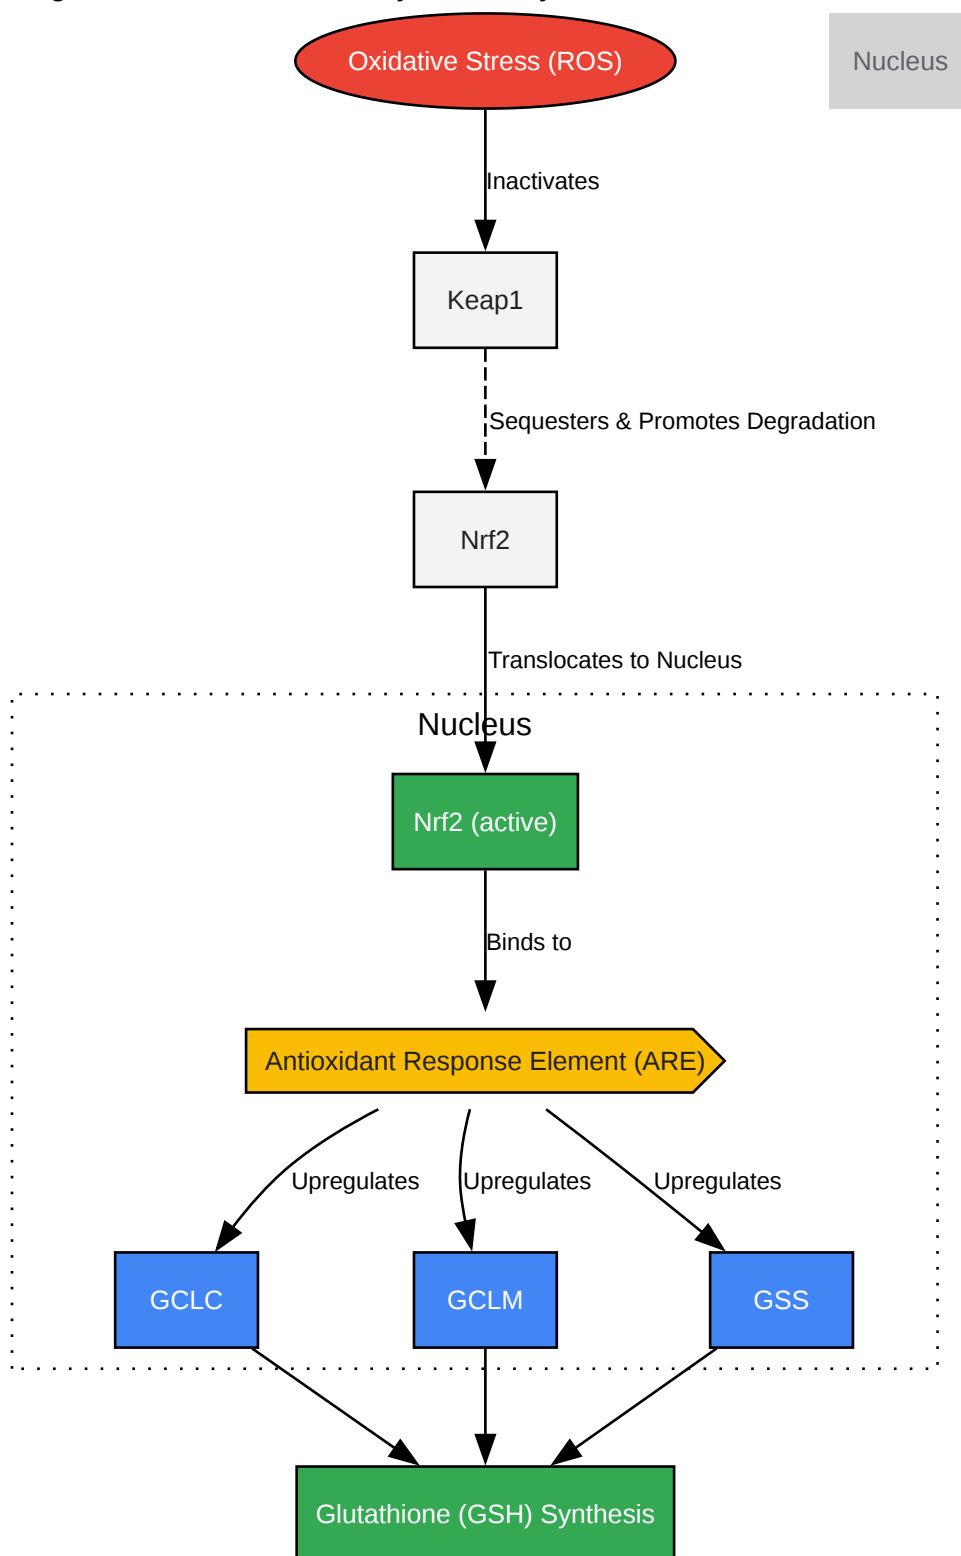 Oxidative Stress (ROS)
Nucleus
Inactivates
Keap1
Sequesters & Promotes Degradation
Nrf2
Translocates to Nucleus
Nucleus
Nrf2 (active)
Binds to
Antioxidant Response Element (ARE)
Upregulates
Upregulates
Upregulates
GCLC
GCLM
GSS
Glutathione (GSH) Synthesis